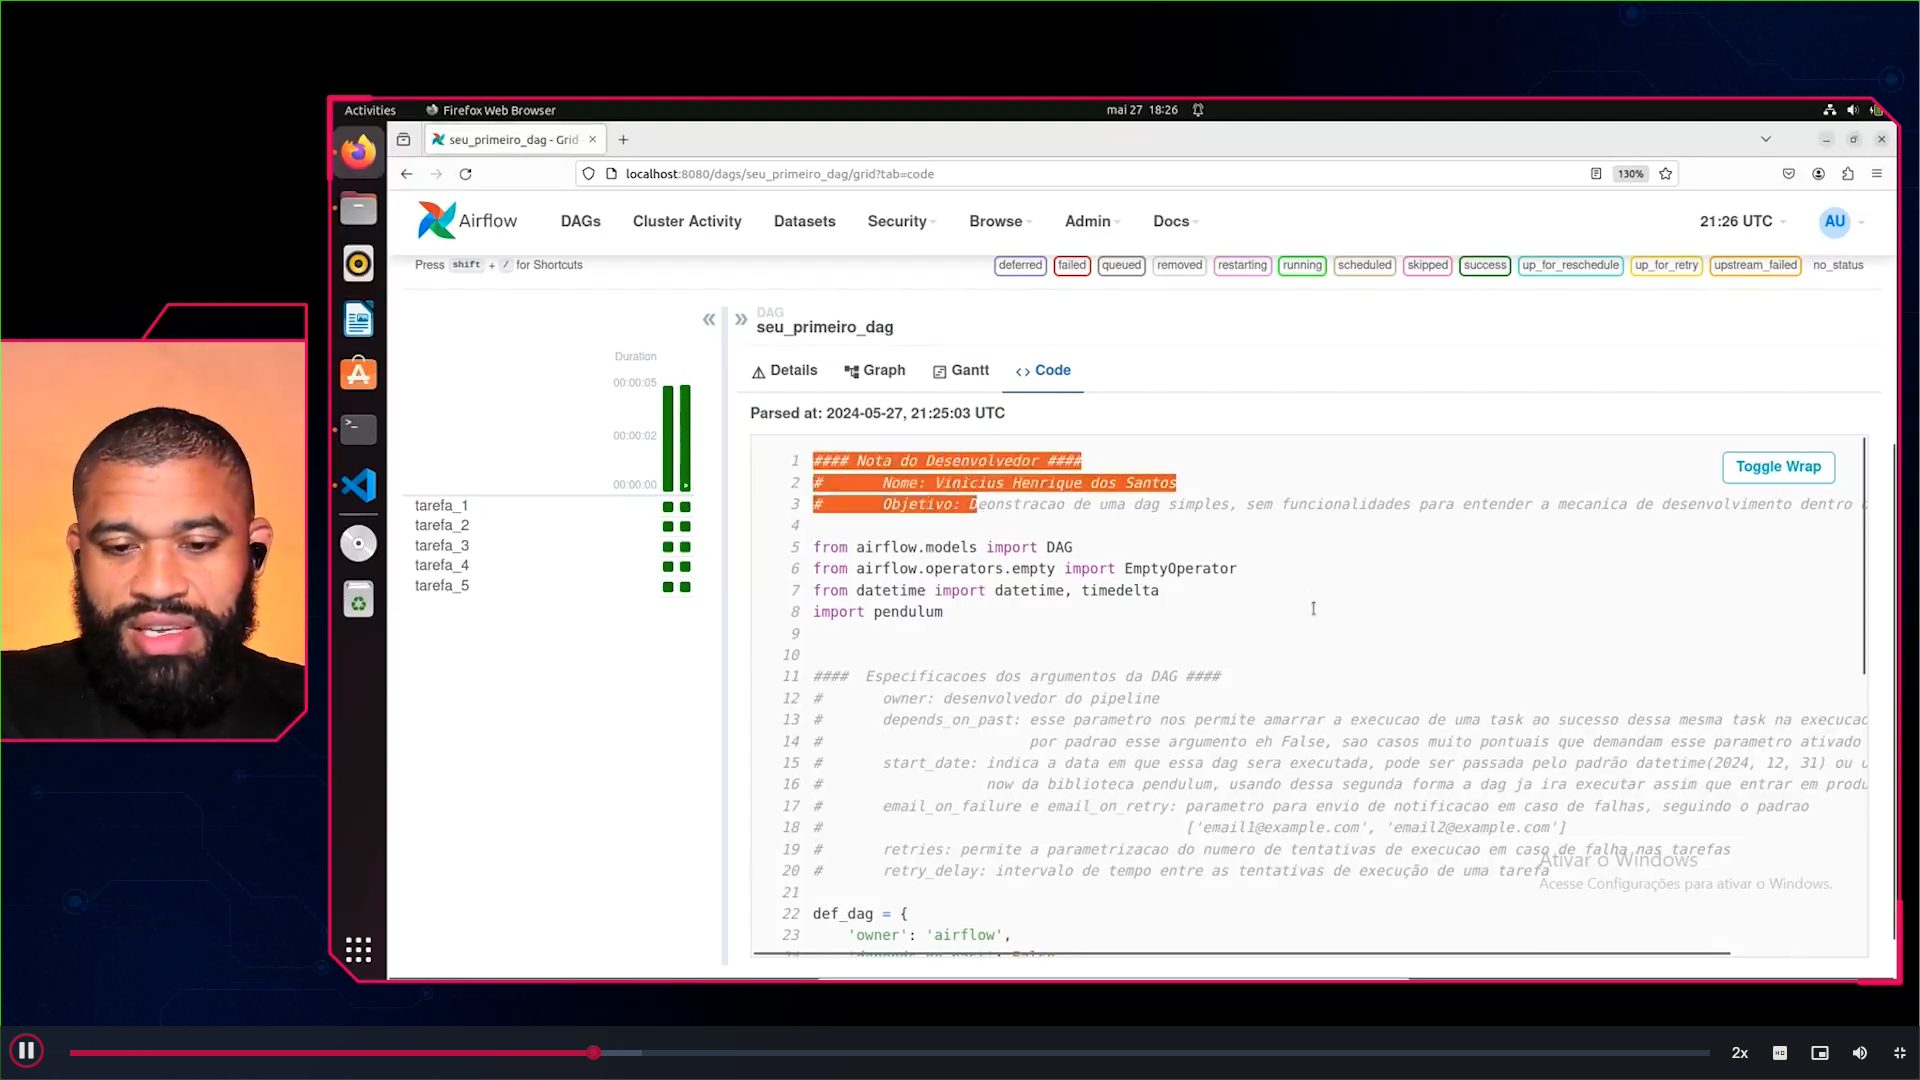 Activities
Firefox Web Browser
mai 27 18:26
seu_primeiro_dag - Grid
localhost:8080/dags/seu_primeiro_dag/grid?tab=code
130%
Airflow
DAGs
Cluster Activity
Datasets
Security
Browse
Admin
Docs
21:26 UTC
AU
Press shift + / for Shortcuts
deferred
failed
queued
removed
restarting
running
scheduled
skipped
success
up_for_reschedule
up_for_retry
upstream_failed
no_status
Duration
00:00:05
00:00:02
00:00:00
tarefa_1
tarefa_2
tarefa_3
tarefa_4
tarefa_5
DAG
seu_primeiro_dag
Details
Graph
Gantt
Code
Parsed at: 2024-05-27, 21:25:03 UTC
Toggle Wrap
1 #### Nota do Desenvolvedor ####
2 # Nome: Vinicius Henrique dos Santos
3 # Objetivo: Deonstracao de uma dag simples, sem funcionalidades para entender a mecanica de desenvolvimento dentro
4
5 from airflow.models import DAG
6 from airflow.operators.empty import EmptyOperator
7 from datetime import datetime, timedelta
8 import pendulum
9
10
11 #### Especificacoes dos argumentos da DAG ####
12 # owner: desenvolvedor do pipeline
13 # depends_on_past: esse parametro nos permite amarrar a execucao de uma task ao sucesso dessa mesma task na execucao
14 # por padrao esse argumento eh False, sao casos muito pontuais que demandam esse parametro ativado
15 # start_date: indica a data em que essa dag sera executada, pode ser passada pelo padrão datetime(2024, 12, 31) ou
16 # now da biblioteca pendulum, usando dessa segunda forma a dag ja ira executar assim que entrar em produ
17 # email_on_failure e email_on_retry: parametro para envio de notificacao em caso de falhas, seguindo o padrao
18 # ['email1@example.com', 'email2@example.com']
19 # retries: permite a parametrizacao do numero de tentativas de execucao em caso de falha nas tarefas
20 # retry_delay: intervalo de tempo entre as tentativas de execução de uma tarefa
21
22 def_dag = {
23 'owner': 'airflow',
Ativar o Windows
Acesse Configurações para ativar o Windows.
2x